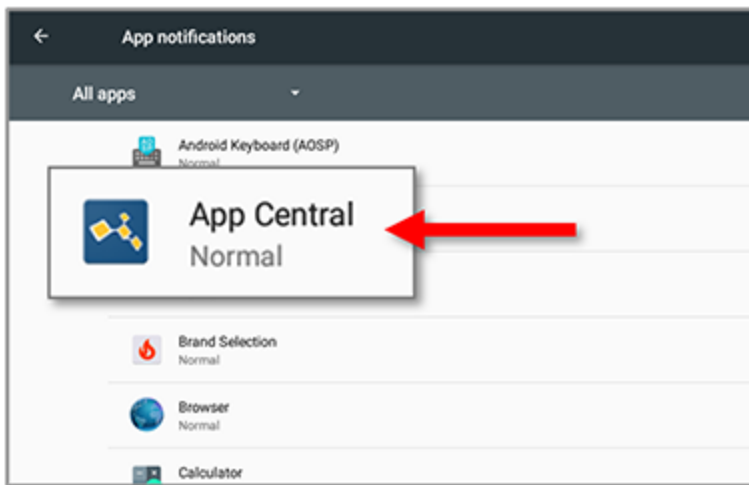 App notifications
All apps
Android Keyboard (AOSP)
Normal
App Central
Normal
Brand Selection
Normal
Browser
Normal
Calculator